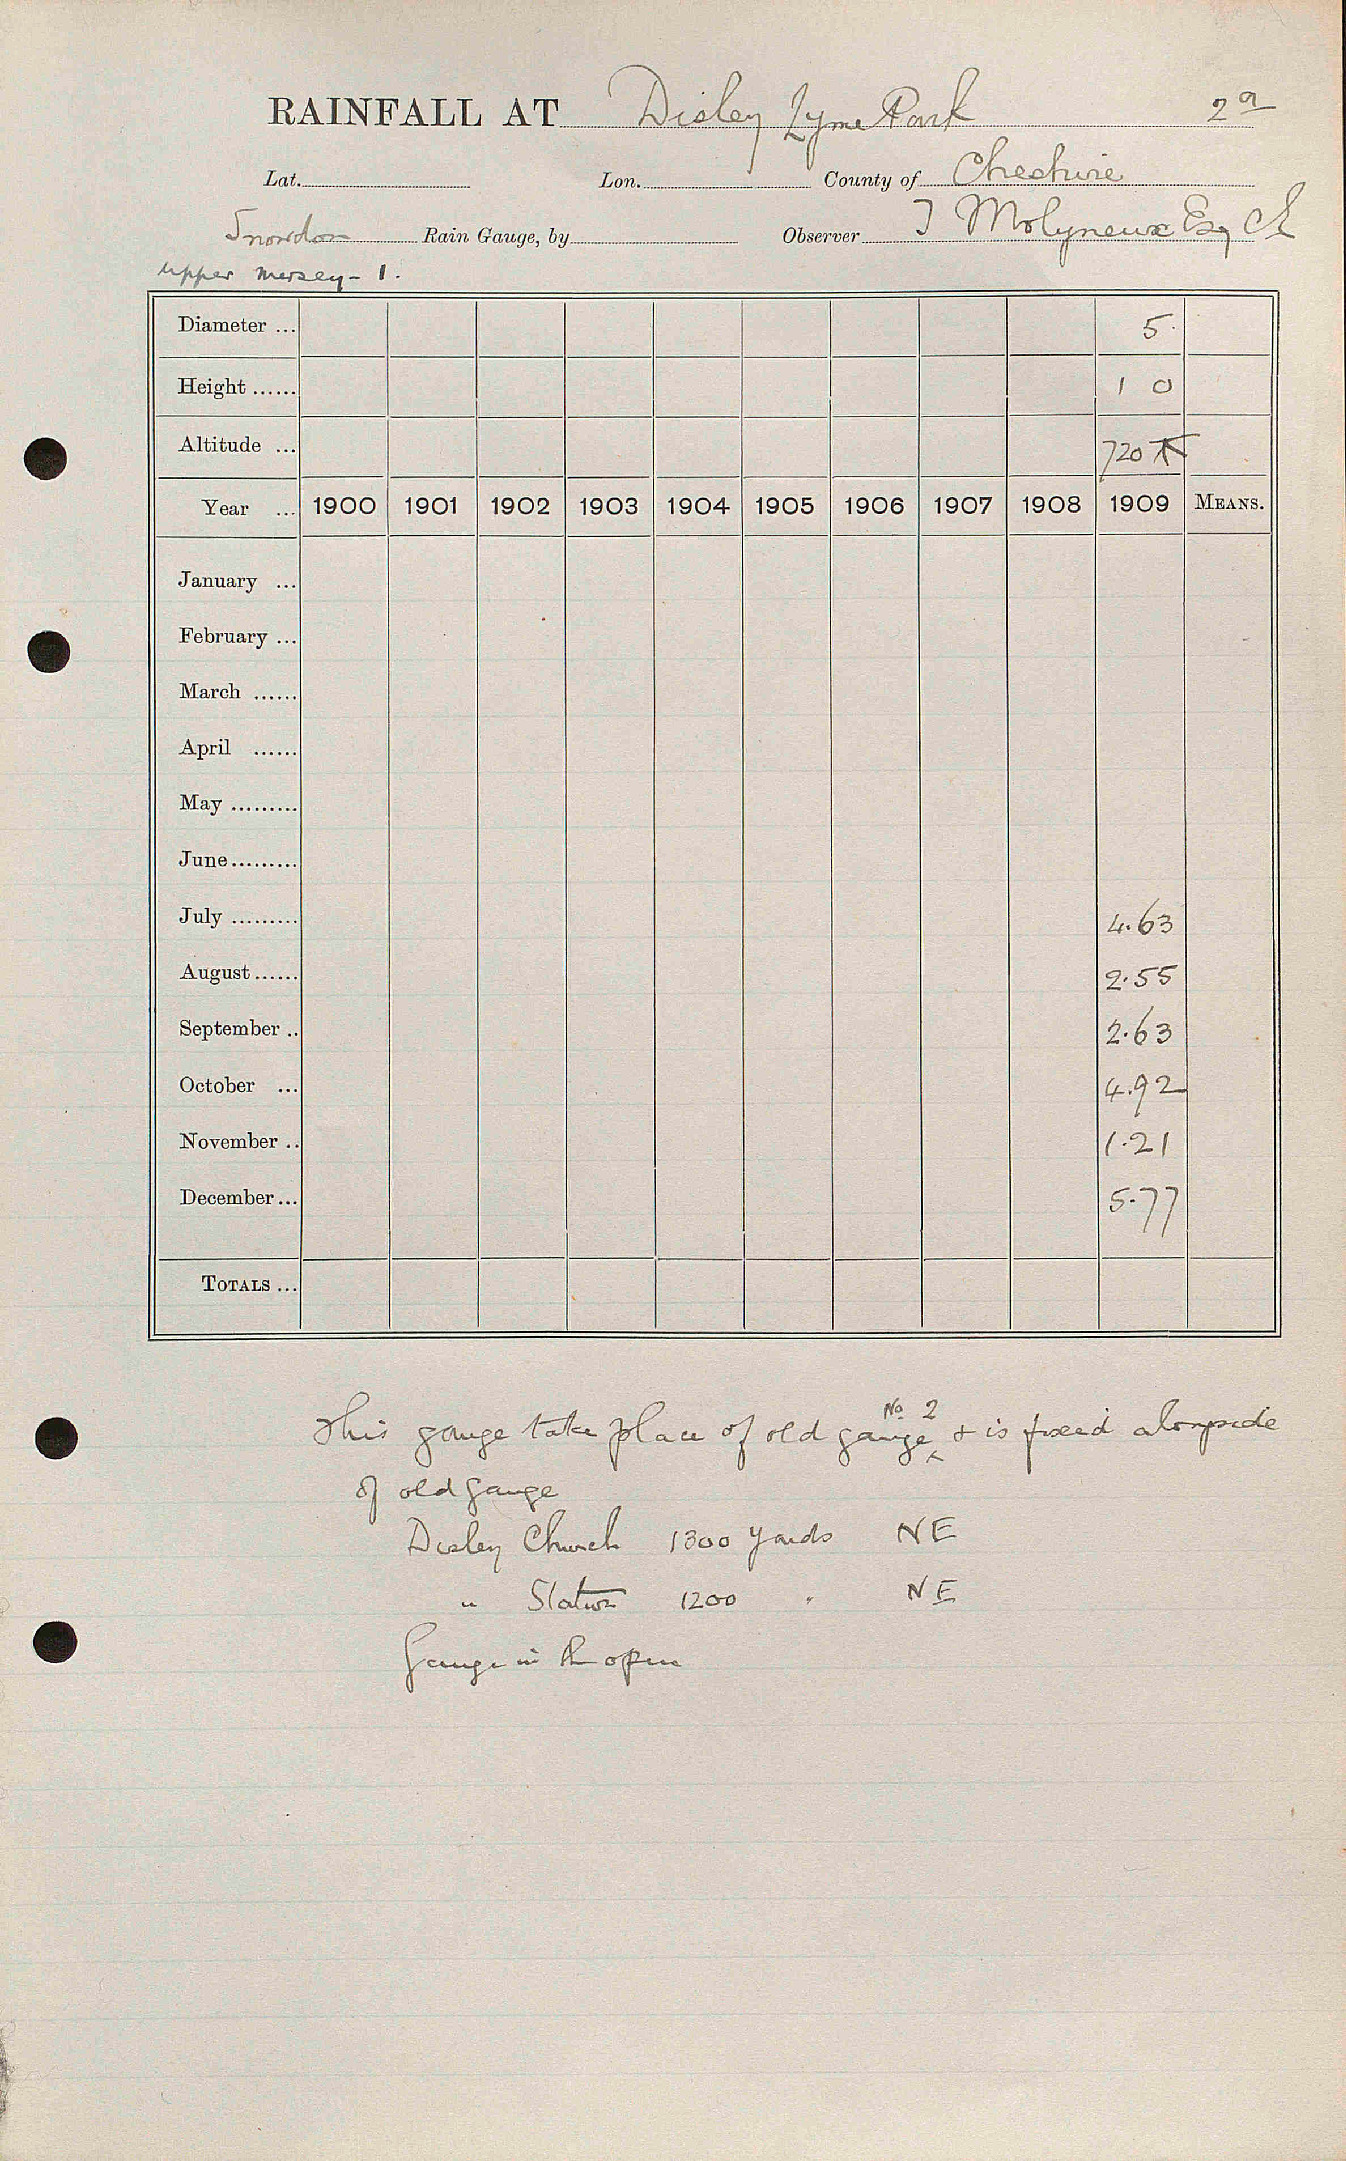 RAINFALL AT Disley Lyme Park 2a
Lat. Lon. County of Cheshire
Snowdon Rain Gauge, by Observer J Molyneux Esq CE
Upper Mersey - 1.
Diameter ... 5.
Height ...... 1 0
Altitude ... 720 T
Year ... 1900 1901 1902 1903 1904 1905 1906 1907 1908 1909 MEANS.
January ...
February ...
March ......
April ......
May .........
June.........
July ......... 4.63
August...... 2.55
September .. 2.63
October ... 4.92
November .. 1.21
December... 5.77
TOTALS ...
No. 2
This gauge take place of old gauge ^ & is fixed alongside
of old gauge
Disley Church 1300 yards NE
" Station 1200 " NE
Gauge in the open